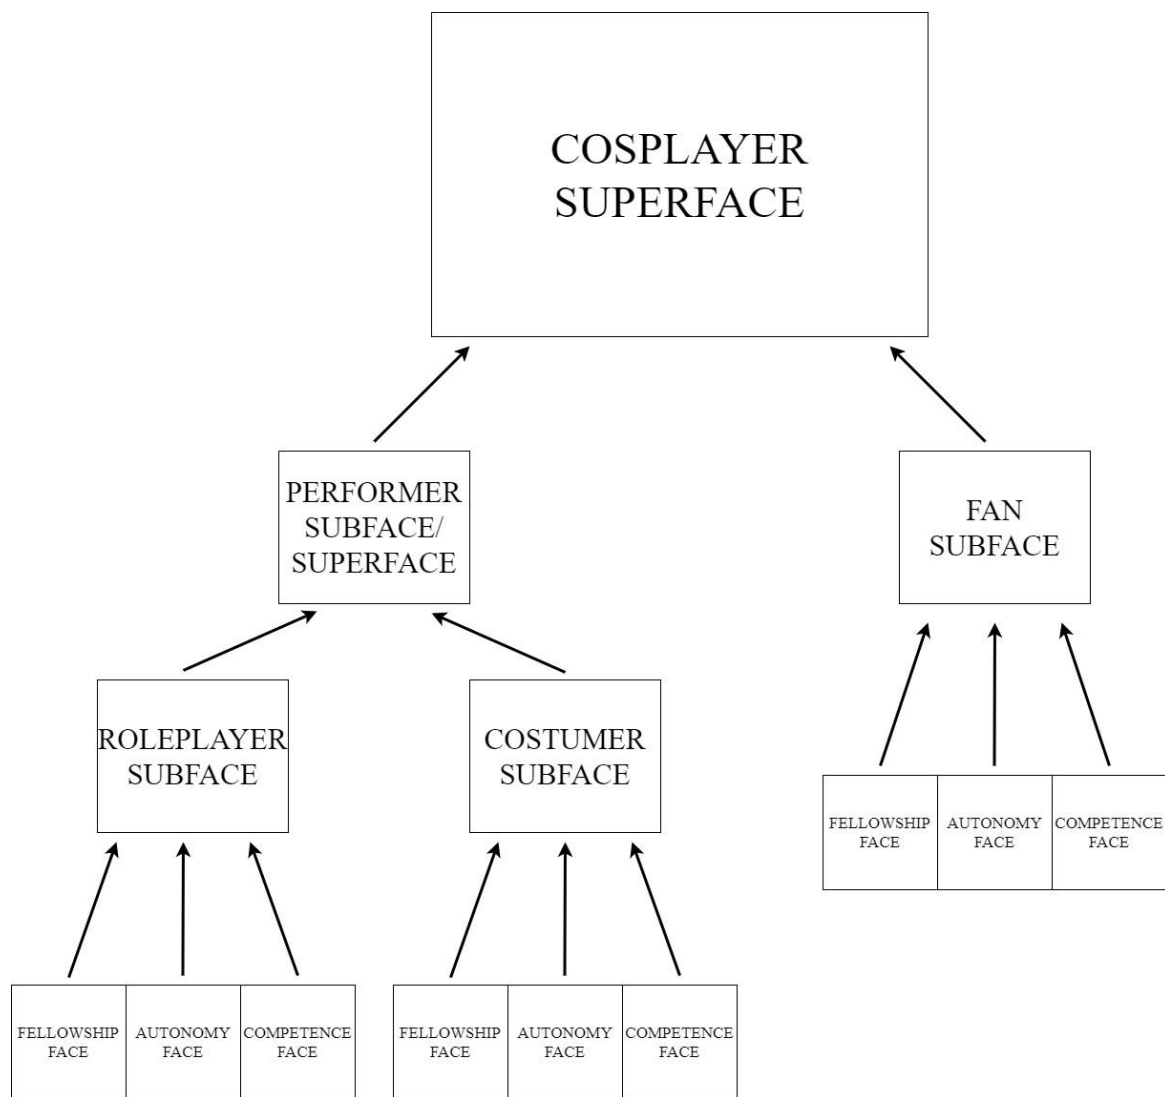 COSPLAYER
SUPERFACE
PERFORMER
SUBFACE/
SUPERFACE
FAN
SUBFACE
ROLEPLAYER
SUBFACE
COSTUMER
SUBFACE
FELLOWSHIP
FACE
AUTONOMY
FACE
COMPETENCE
FACE
FELLOWSHIP
FACE
AUTONOMY
FACE
COMPETENCE
FACE
FELLOWSHIP
FACE
AUTONOMY
FACE
COMPETENCE
FACE